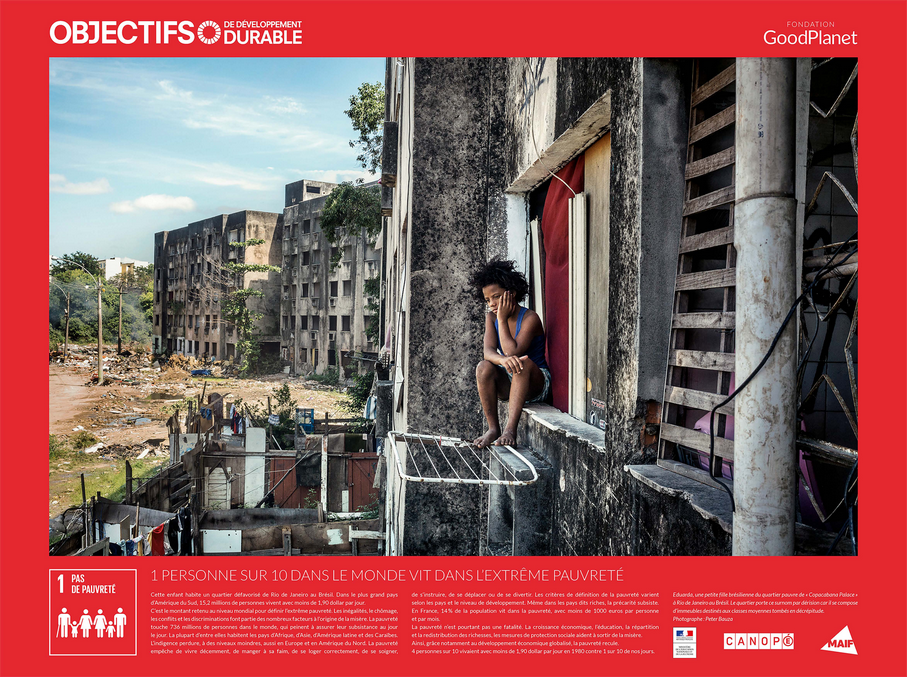 OBJECTIFS DE DÉVELOPPEMENT
DURABLE
FONDATION
GoodPlanet
1 PAS
DE PAUVRETÉ
1 PERSONNE SUR 10 DANS LE MONDE VIT DANS L'EXTRÊME PAUVRETÉ
Cette enfant habite un quartier défavorisé de Rio de Janeiro au Brésil. Dans le plus grand pays
d'Amérique du Sud, 15,2 millions de personnes vivent avec moins de 1,90 dollar par jour.
C'est le montant retenu au niveau mondial pour définir l'extrême pauvreté. Les inégalités, le chômage,
les conflits et les discriminations font partie des nombreux facteurs à l'origine de la misère. La pauvreté
touche 736 millions de personnes dans le monde, qui peinent à assurer leur subsistance au jour
le jour. La plupart d'entre elles habitent les pays d'Afrique, d'Asie, d'Amérique latine et des Caraïbes.
L'indigence perdure, à des niveaux moindres, aussi en Europe et en Amérique du Nord. La pauvreté
empêche de vivre décemment, de manger à sa faim, de se loger correctement, de se soigner,
de s'instruire, de se déplacer ou de se divertir. Les critères de définition de la pauvreté varient
selon les pays et le niveau de développement. Même dans les pays dits riches, la précarité subsiste.
En France, 14 % de la population vit dans la pauvreté, avec moins de 1000 euros par personne
et par mois.
La pauvreté n'est pourtant pas une fatalité. La croissance économique, l'éducation, la répartition
et la redistribution des richesses, les mesures de protection sociale aident à sortir de la misère.
Ainsi, grâce notamment au développement économique globalisé, la pauvreté recule.
4 personnes sur 10 vivaient avec moins de 1,90 dollar par jour en 1980 contre 1 sur 10 de nos jours.
Eduarda, une petite fille brésilienne du quartier pauvre de « Copacabana Palace »
à Rio de Janeiro au Brésil. Le quartier porte ce surnom par dérision car il se compose
d'immeubles destinés aux classes moyennes tombés en décrépitude.
Photographe : Peter Bauza
CANOPÉ
MAIF